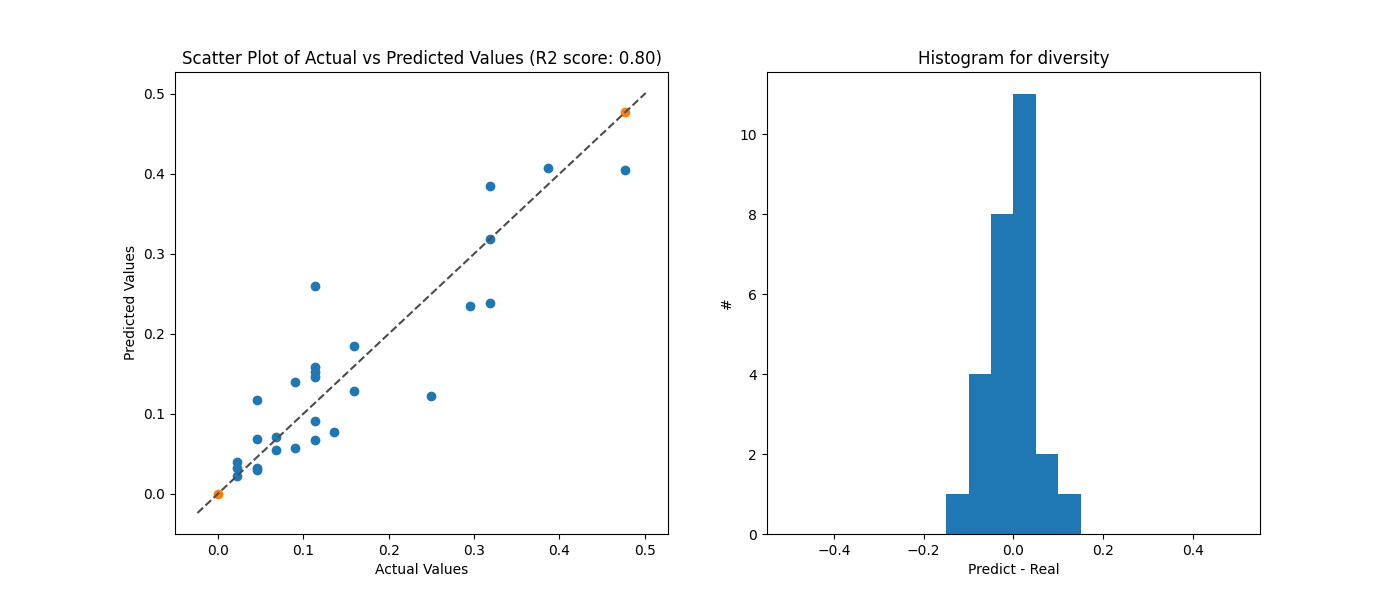 Scatter Plot of Actual vs Predicted Values (R2 score: 0.80)
Predicted Values
0.5
0.4
0.3
0.2
0.1
0.0
0.0 0.1 0.2 0.3 0.4 0.5
Actual Values
Histogram for diversity
#
10
8
6
4
2
0
−0.4 −0.2 0.0 0.2 0.4
Predict - Real